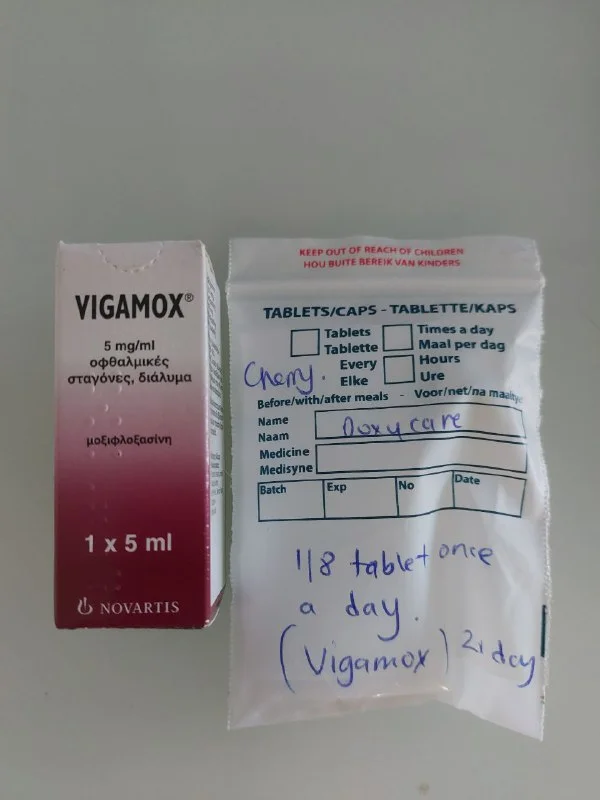 VIGAMOX®
5 mg/ml
οφθαλμικές
σταγόνες, διάλυμα
μοξιφλοξασίνη
1 x 5 ml
NOVARTIS
KEEP OUT OF REACH OF CHILDREN
HOU BUITE BEREIK VAN KINDERS
TABLETS/CAPS - TABLETTE/KAPS
Tablets Times a day
Tablette Maal per dag
Cherry. Every Hours
Elke Ure
Before/with/after meals - Voor/net/na maaltye
Name Doxycare
Naam
Medicine
Medisyne
Batch Exp No Date
1/8 tablet once
a day.
(Vigamox) 2x day